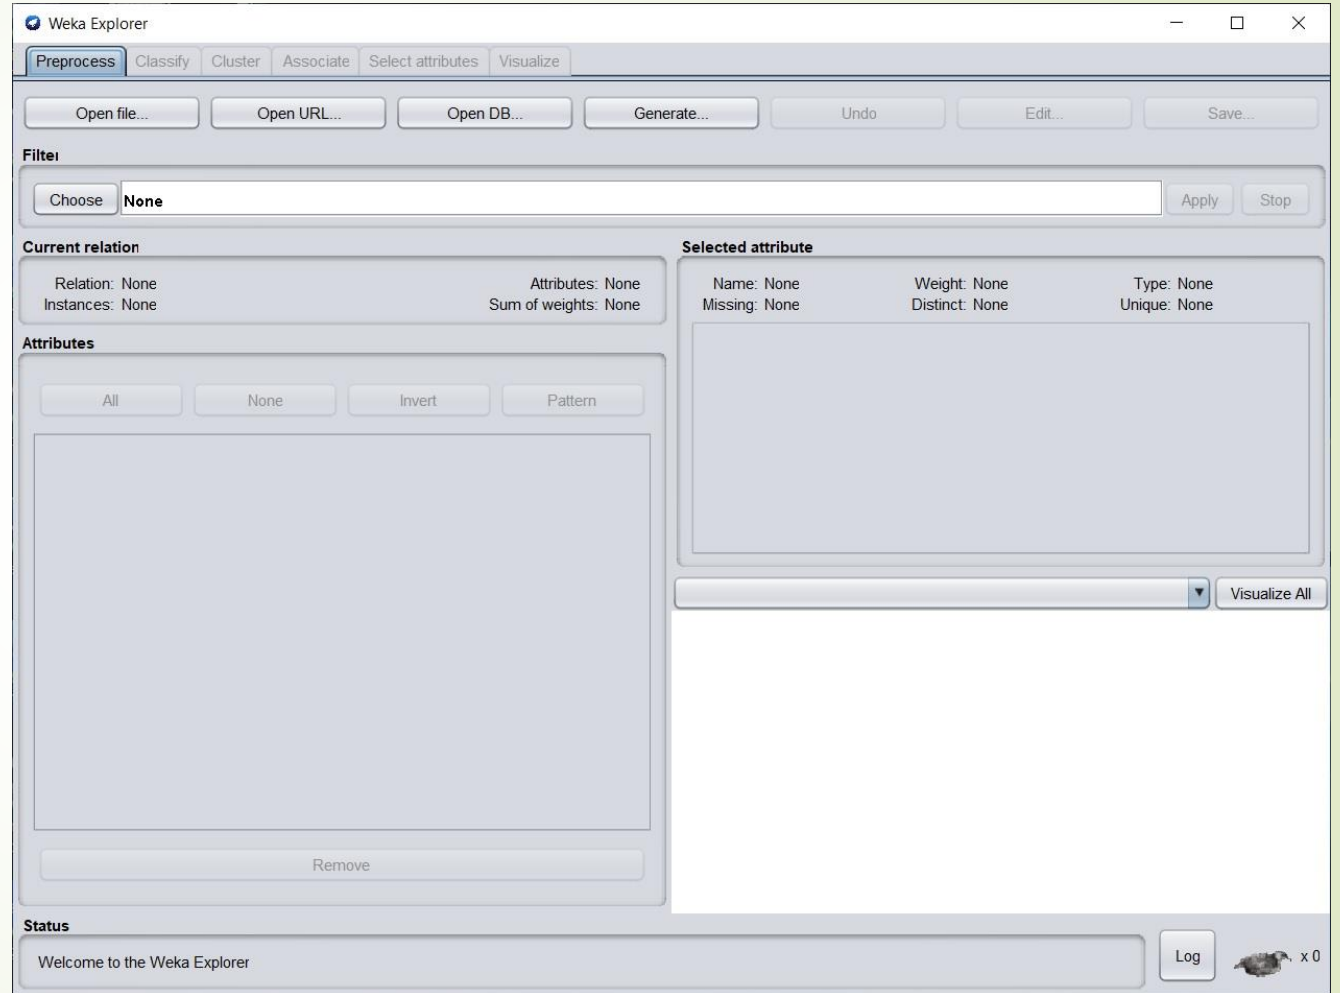 Weka Explorer
Preprocess Classify Cluster Associate Select attributes Visualize
Open file... Open URL... Open DB... Generate... Undo Edit... Save...
Filter
Choose None Apply Stop
Current relation
Relation: None Attributes: None
Instances: None Sum of weights: None
Selected attribute
Name: None Weight: None Type: None
Missing: None Distinct: None Unique: None
Attributes
All None Invert Pattern
Remove
Visualize All
Status
Welcome to the Weka Explorer
Log x 0